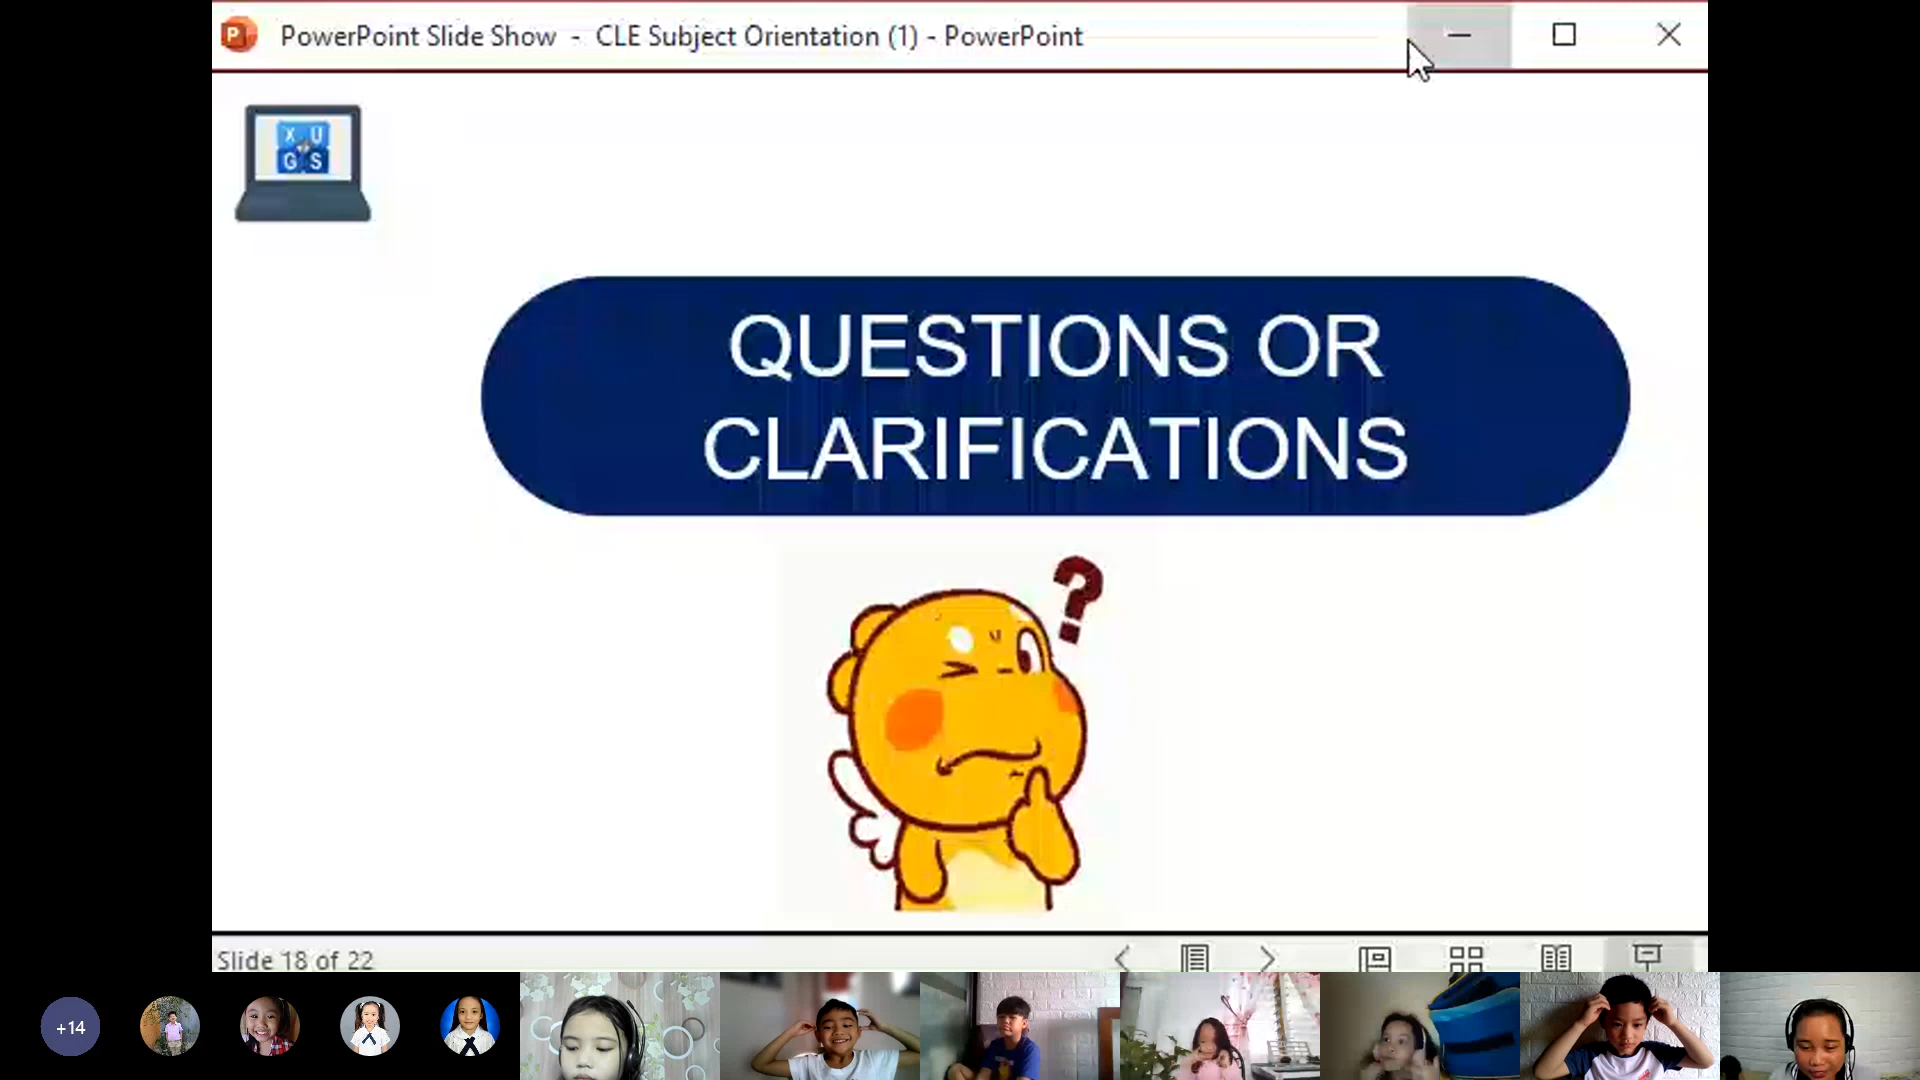 PowerPoint Slide Show - CLE Subject Orientation (1) - PowerPoint
X U
G S
QUESTIONS OR
CLARIFICATIONS
?
Slide 18 of 22
+14